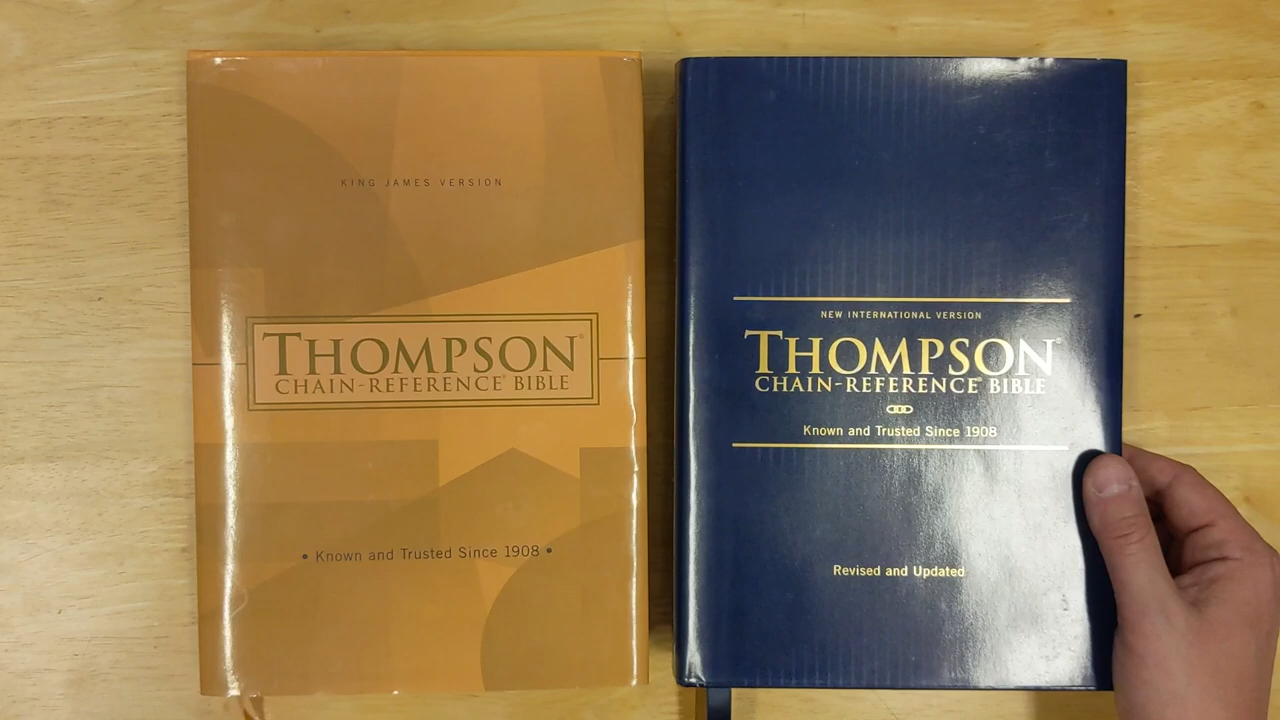 KING JAMES VERSION
THOMPSON®
CHAIN-REFERENCE® BIBLE
• Known and Trusted Since 1908 •
NEW INTERNATIONAL VERSION
THOMPSON®
CHAIN-REFERENCE® BIBLE
Known and Trusted Since 1908
Revised and Updated